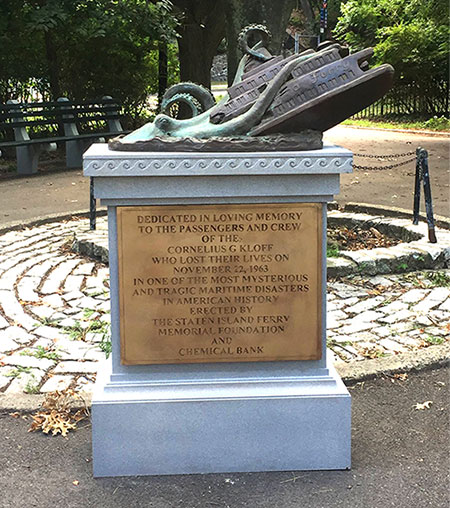 DEDICATED IN LOVING MEMORY
TO THE PASSENGERS AND CREW
OF THE
CORNELIUS G KLOFF
WHO LOST THEIR LIVES ON
NOVEMBER 22, 1963
IN ONE OF THE MOST MYSTERIOUS
AND TRAGIC MARITIME DISASTERS
IN AMERICAN HISTORY
ERECTED BY
THE STATEN ISLAND FERRY
MEMORIAL FOUNDATION
AND
CHEMICAL BANK